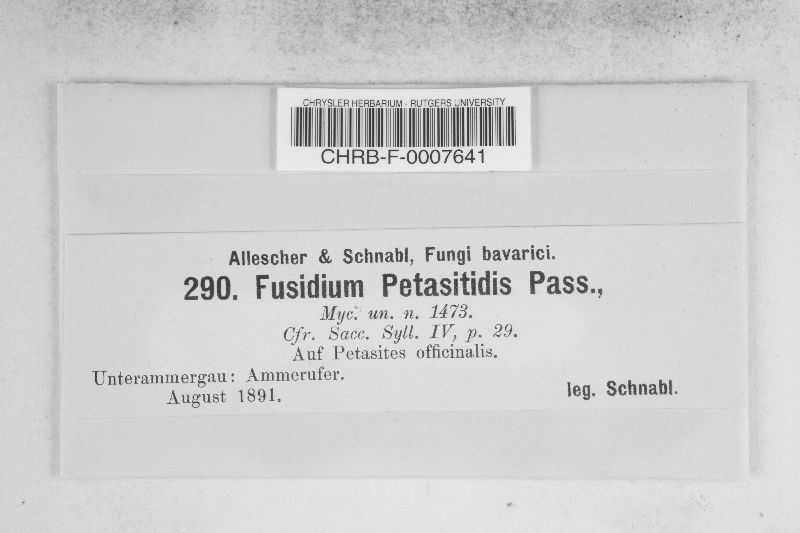 CHRYSLER HERBARIUM - RUTGERS UNIVERSITY
CHRB-F-0007641
Allescher & Schnabl, Fungi bavarici.
290. Fusidium Petasitidis Pass.,
Myc. un. n. 1473.
Cfr. Sacc. Syll. IV, p. 29.
Auf Petasites officinalis.
Unterammergau: Ammerufer.
August 1891.
leg. Schnabl.